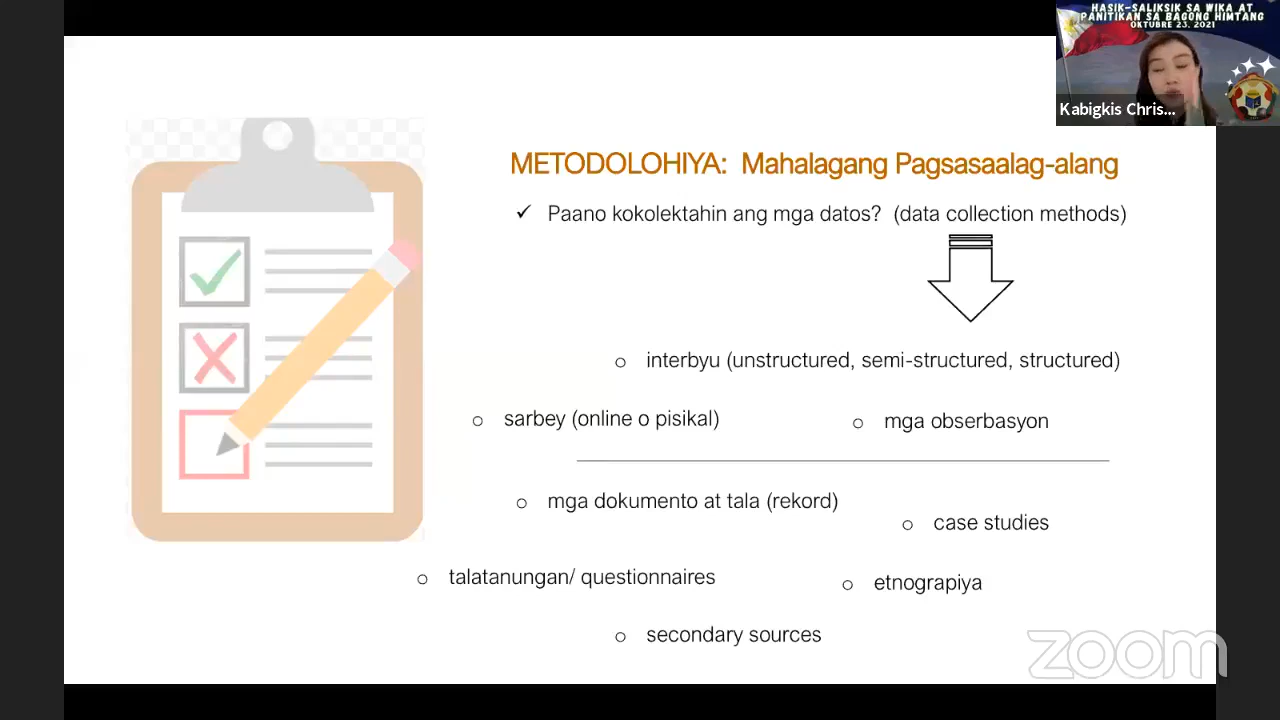 HASIK-SALIKSIK SA WIKA AT
PANITIKAN SA BAGONG HIMTANG
OKTUBRE 23, 2021
Kabigkis Chris...
METODOLOHIYA: Mahalagang Pagsasaalag-alang
✓ Paano kokolektahin ang mga datos? (data collection methods)
o interbyu (unstructured, semi-structured, structured)
o sarbey (online o pisikal)
o mga obserbasyon
o mga dokumento at tala (rekord)
o case studies
o talatanungan/ questionnaires
o etnograpiya
o secondary sources
zoom